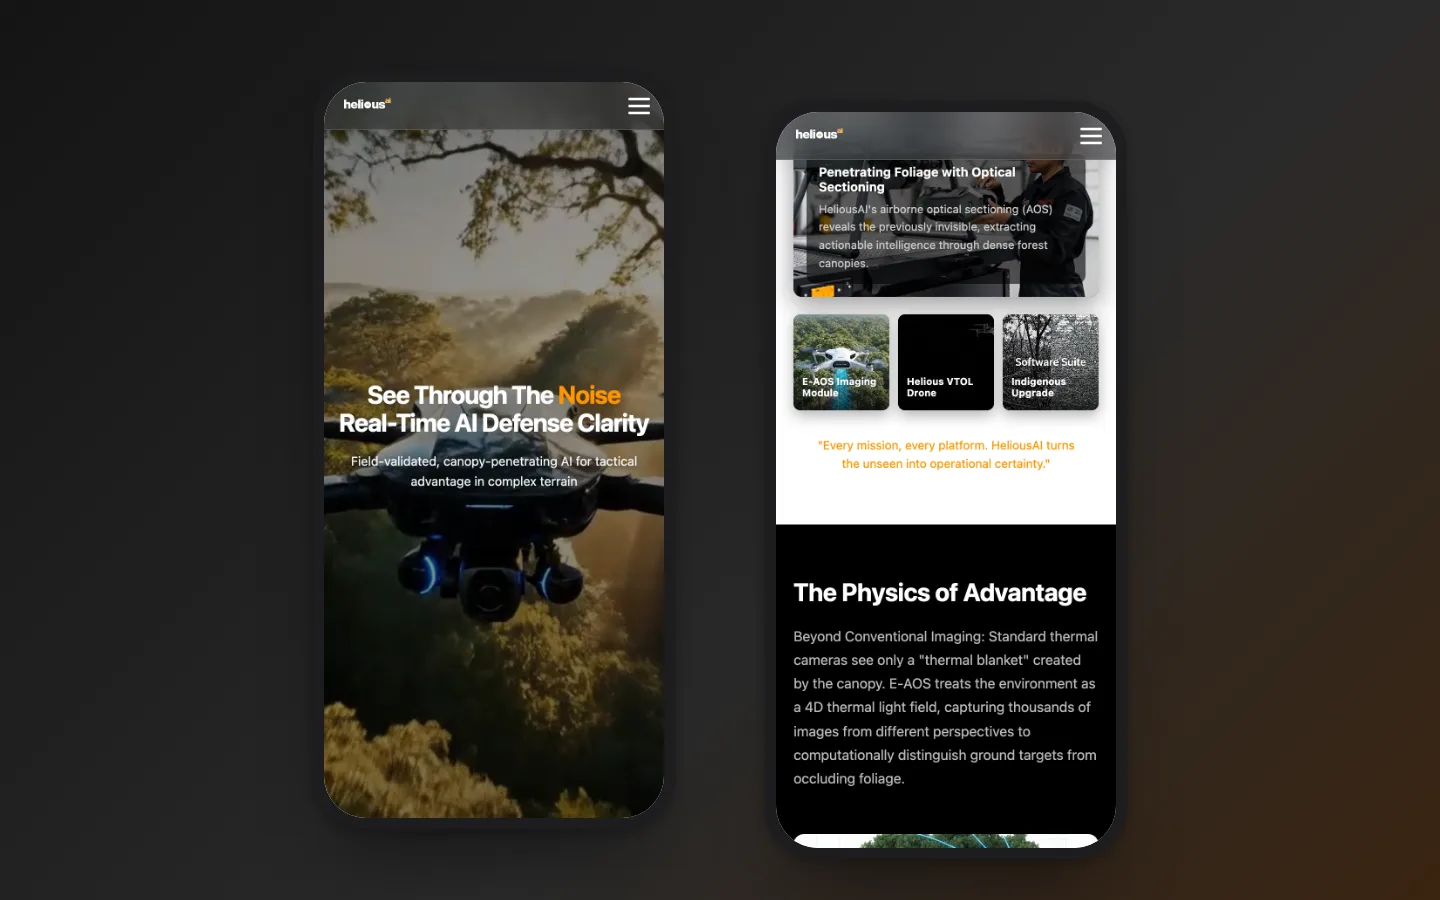 helious ai
See Through The Noise
Real-Time AI Defense Clarity
Field-validated, canopy-penetrating AI for tactical
advantage in complex terrain
helious ai
Penetrating Foliage with Optical
Sectioning
HeliousAI's airborne optical sectioning (AOS)
reveals the previously invisible, extracting
actionable intelligence through dense forest
canopies.
E-AOS Imaging
Module
Helious VTOL
Drone
Software Suite
Indigenous
Upgrade
"Every mission, every platform. HeliousAI turns
the unseen into operational certainty."
The Physics of Advantage
Beyond Conventional Imaging: Standard thermal
cameras see only a "thermal blanket" created
by the canopy. E-AOS treats the environment as
a 4D thermal light field, capturing thousands of
images from different perspectives to
computationally distinguish ground targets from
occluding foliage.